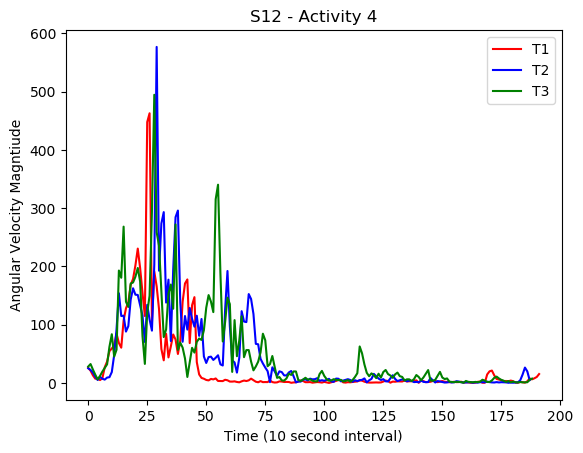 S12 - Activity 4
600
500
400
300
200
100
0
Angular Velocity Magntiude
T1
T2
T3
0 25 50 75 100 125 150 175 200
Time (10 second interval)